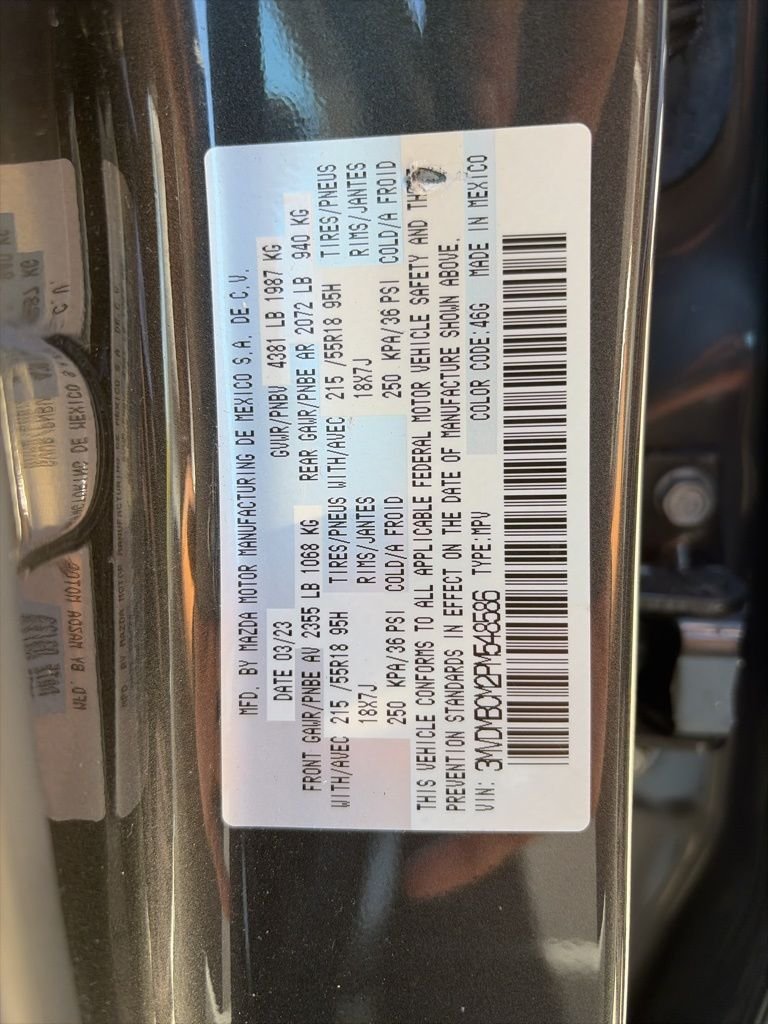 MFD. BY MAZDA MOTOR MANUFACTURING DE MEXICO S.A. DE C.V.
DATE 03/23 GVWR/PNBV 4381 LB 1987 KG
FRONT GAWR/PNBE AV 2355 LB 1068 KG REAR GAWR/PNBE AR 2072 LB 940 KG
WITH/AVEC 215 /55R18 95H TIRES/PNEUS WITH/AVEC 215 /55R18 95H TIRES/PNEUS
18X7J RIMS/JANTES 18X7J RIMS/JANTES
250 KPA/36 PSI COLD/A FROID 250 KPA/36 PSI COLD/A FROID
THIS VEHICLE CONFORMS TO ALL APPLICABLE FEDERAL MOTOR VEHICLE SAFETY AND
PREVENTION STANDARDS IN EFFECT ON THE DATE OF MANUFACTURE SHOWN ABOVE.
VIN: 3MVDMBCM2PM548586 TYPE:MPV COLOR CODE.46G MADE IN MEXICO